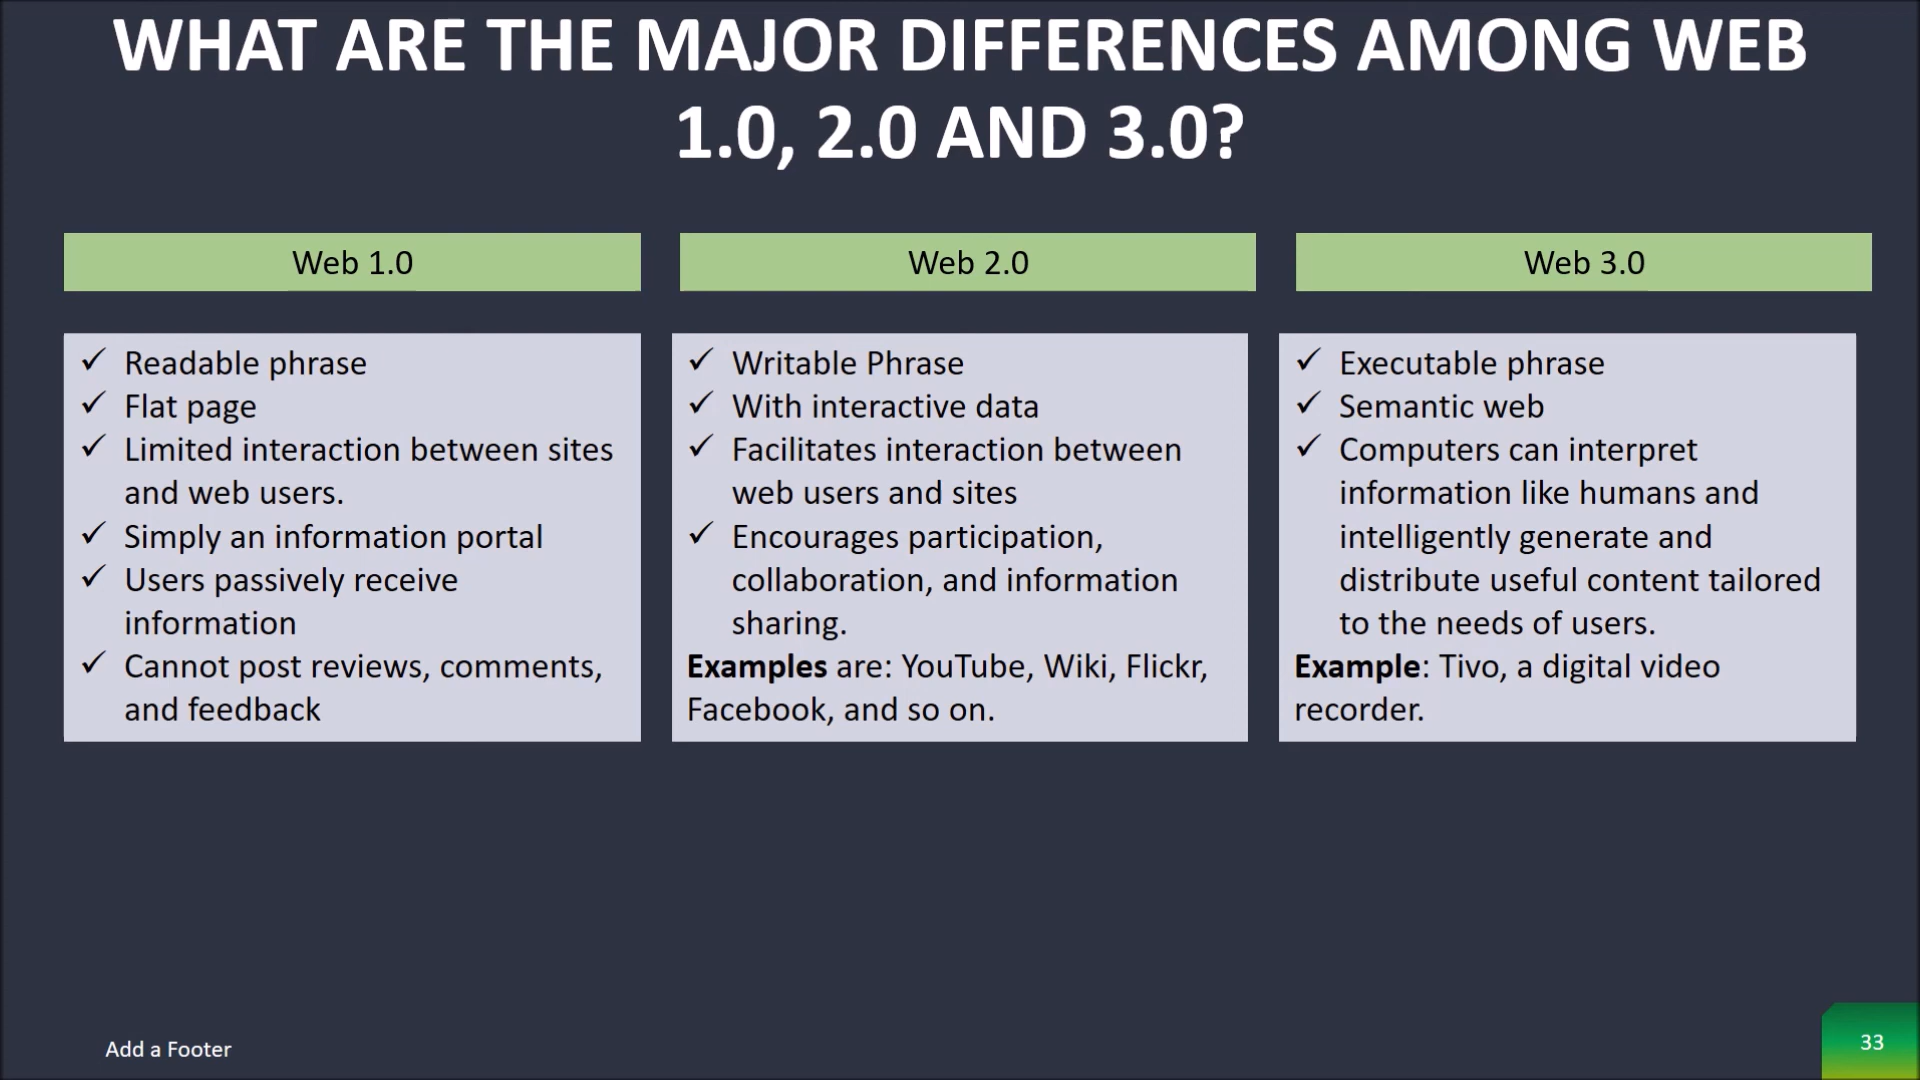 WHAT ARE THE MAJOR DIFFERENCES AMONG WEB
1.0, 2.0 AND 3.0?
Web 1.0
Readable phrase
Flat page
Limited interaction between sites
and web users.
Simply an information portal
Users passively receive
information
Cannot post reviews, comments,
and feedback
Web 2.0
Writable Phrase
With interactive data
Facilitates interaction between
web users and sites
Encourages participation,
collaboration, and information
sharing.
Examples are: YouTube, Wiki, Flickr,
Facebook, and so on.
Web 3.0
Executable phrase
Semantic web
Computers can interpret
information like humans and
intelligently generate and
distribute useful content tailored
to the needs of users.
Example: Tivo, a digital video
recorder.
Add a Footer
33